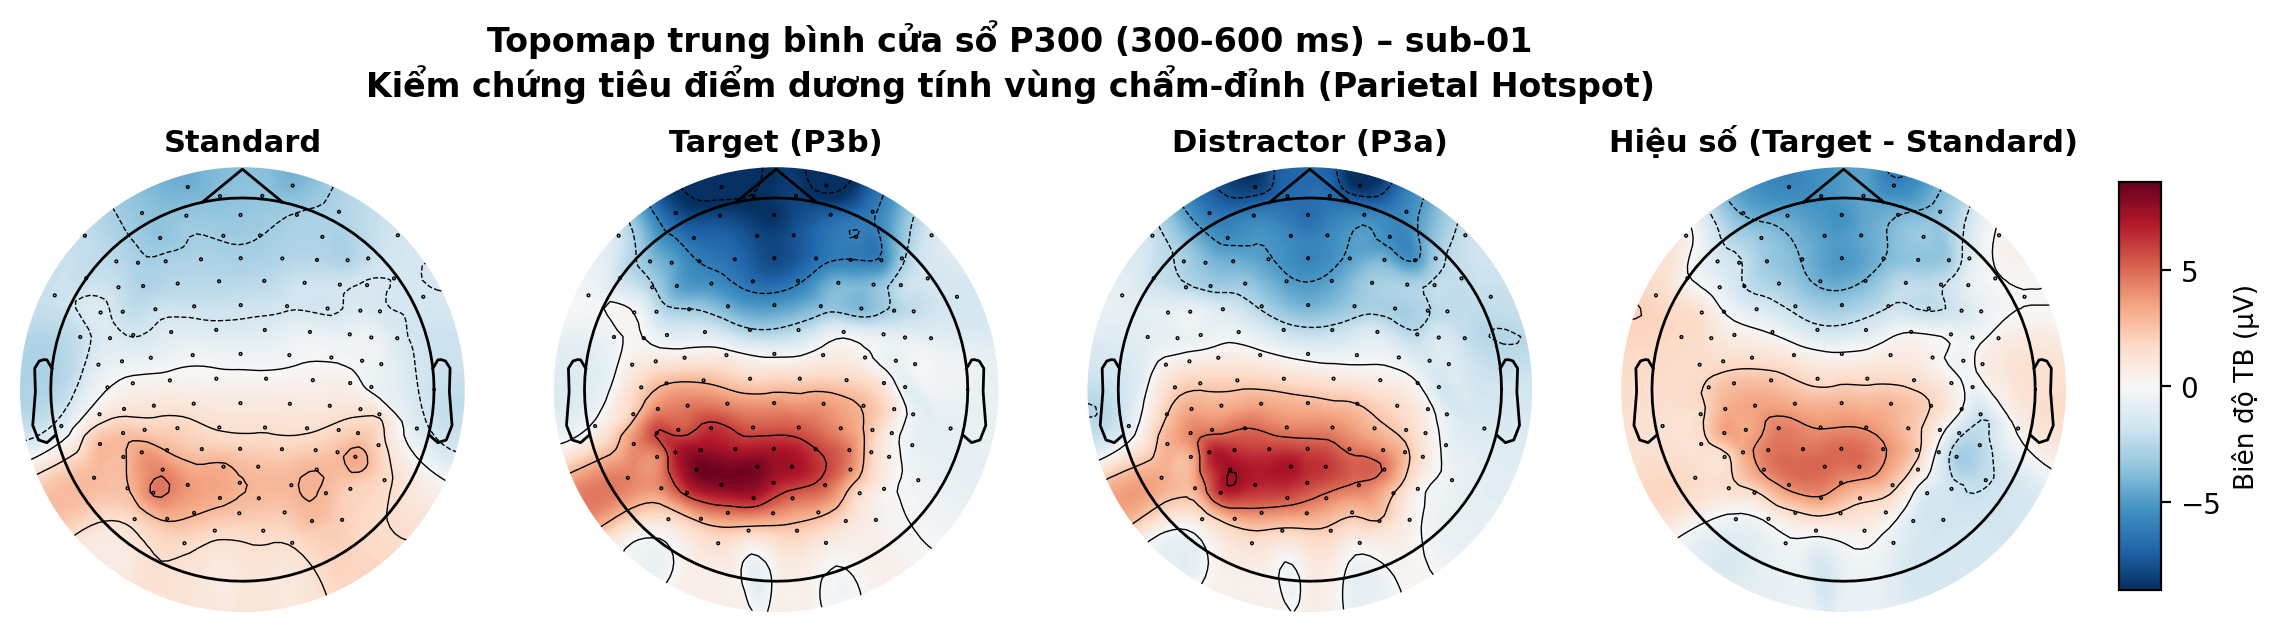 Topomap trung bình cửa sổ P300 (300-600 ms) – sub-01
Kiểm chứng tiêu điểm dương tính vùng chẩm-đỉnh (Parietal Hotspot)
Standard
Target (P3b)
Distractor (P3a)
Hiệu số (Target - Standard)
5
0
−5
Biên độ TB (µV)